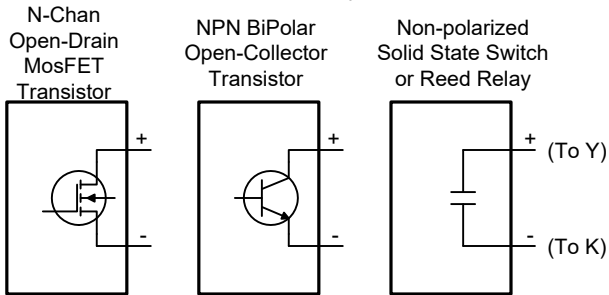 N-Chan
Open-Drain
MosFET
Transistor
NPN BiPolar
Open-Collector
Transistor
Non-polarized
Solid State Switch
or Reed Relay
+
-
+
-
+ (To Y)
- (To K)